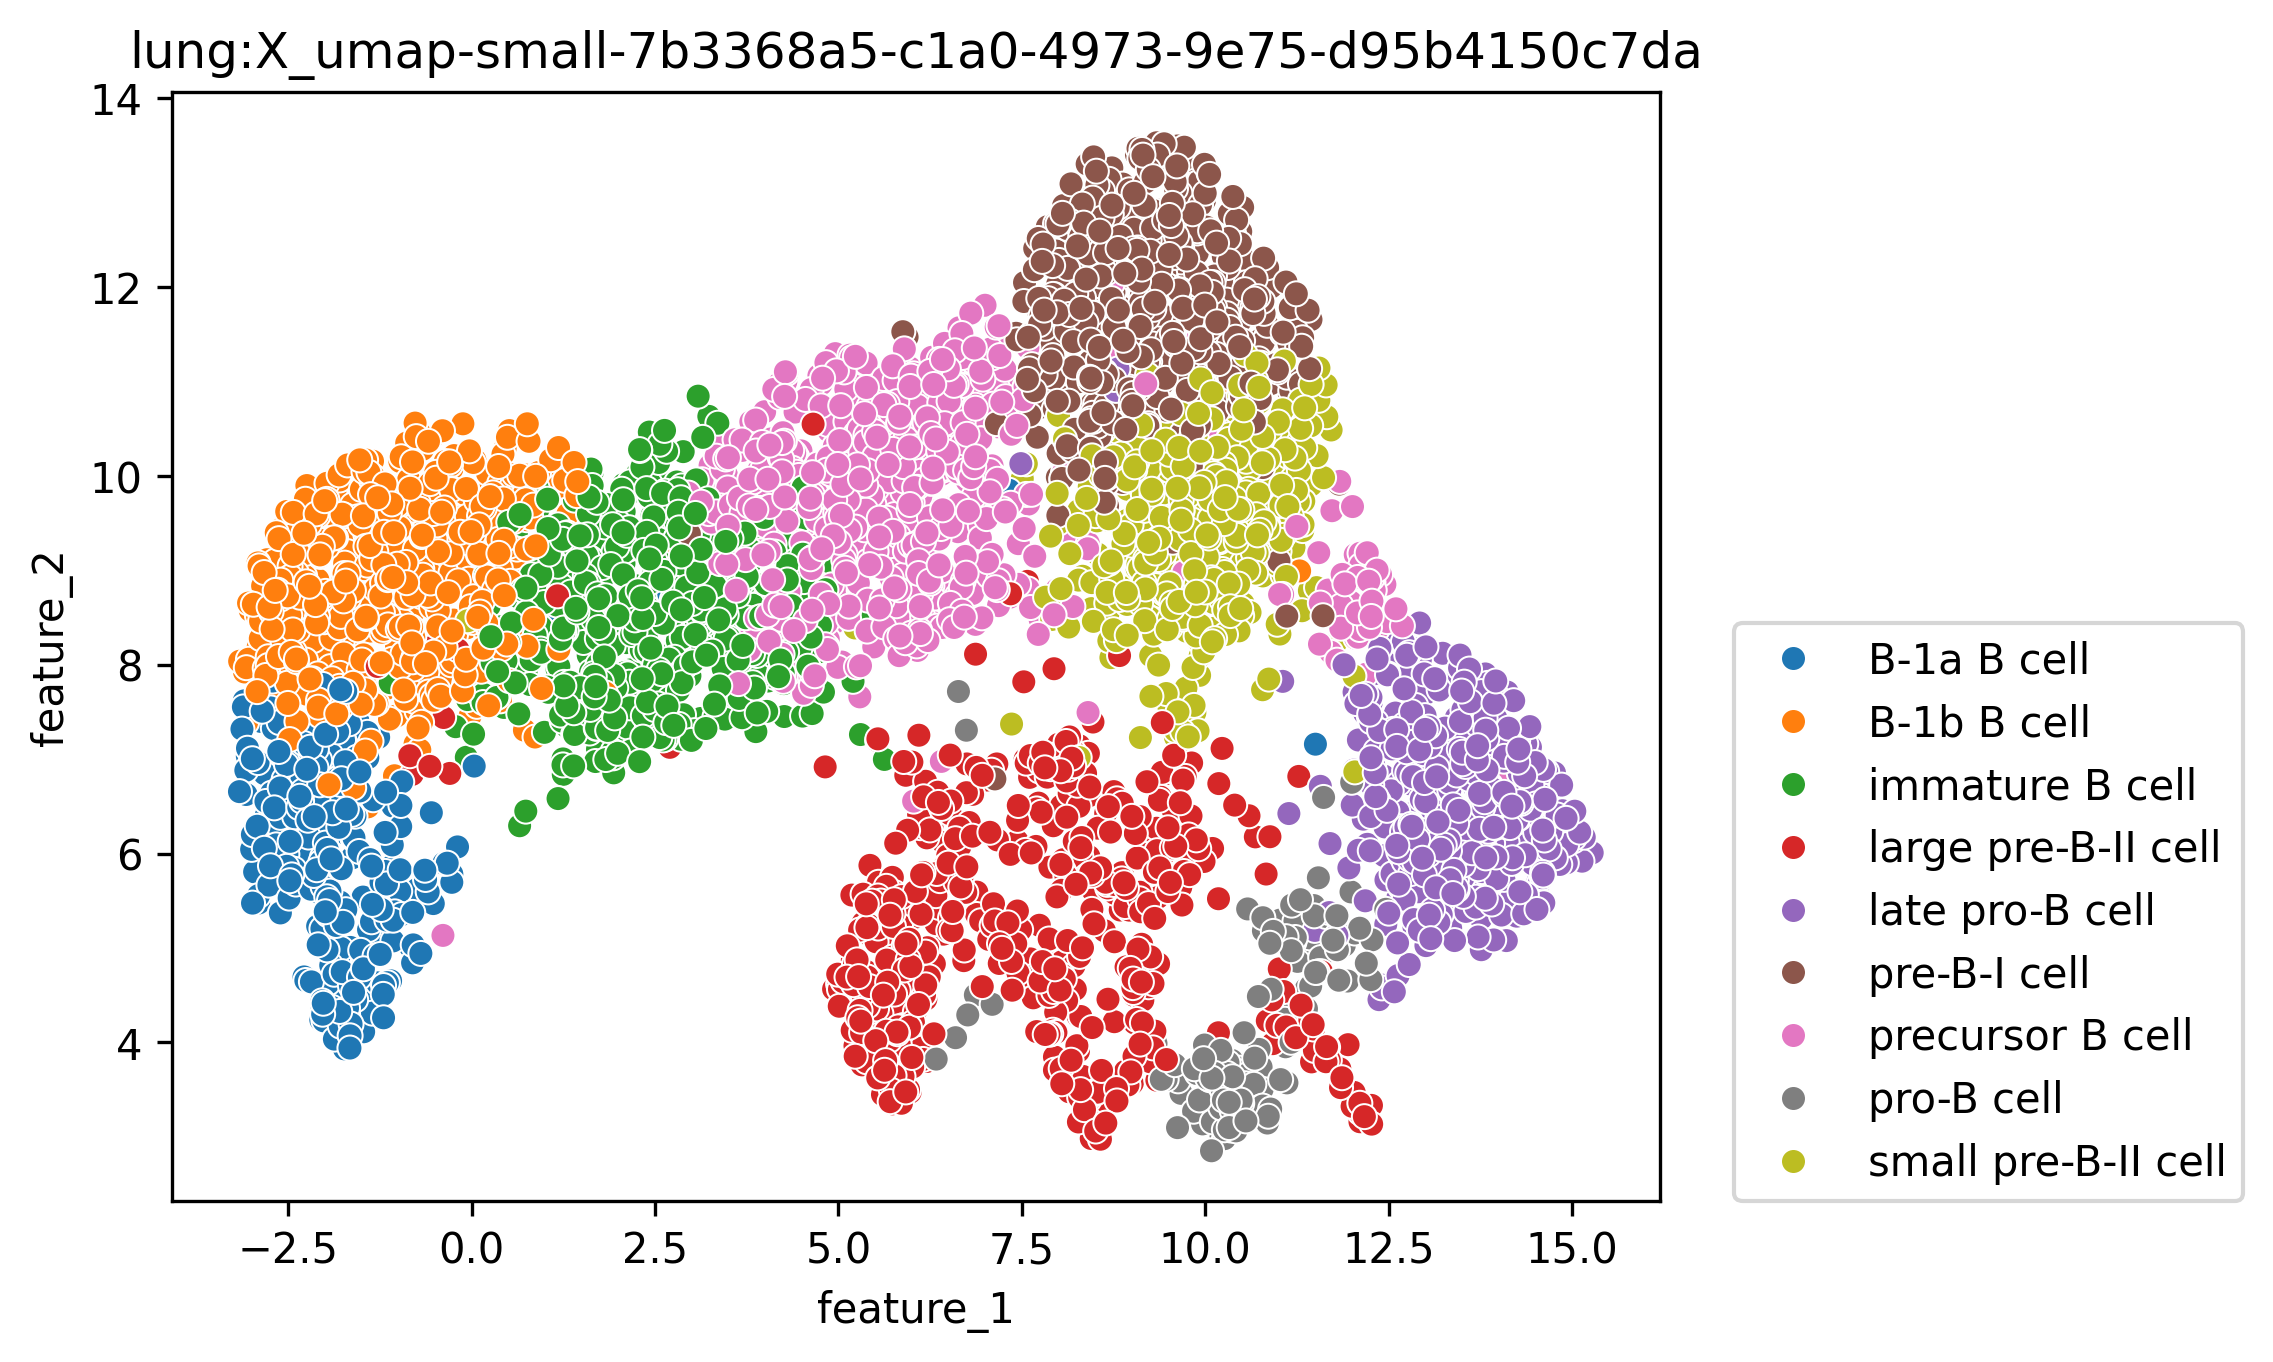 lung:X_umap-small-7b3368a5-c1a0-4973-9e75-d95b4150c7da
14
12
10
8
6
4
feature_2
−2.5 0.0 2.5 5.0 7.5 10.0 12.5 15.0
feature_1
B-1a B cell
B-1b B cell
immature B cell
large pre-B-II cell
late pro-B cell
pre-B-I cell
precursor B cell
pro-B cell
small pre-B-II cell